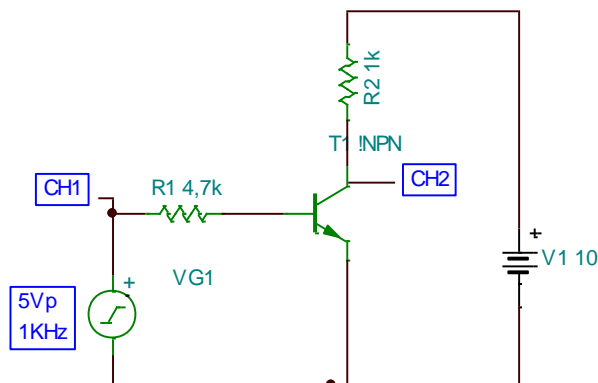 R2 1k
T1 !NPN
CH1
R1 4,7k
CH2
VG1
+
V1 10
+
5Vp
1KHz